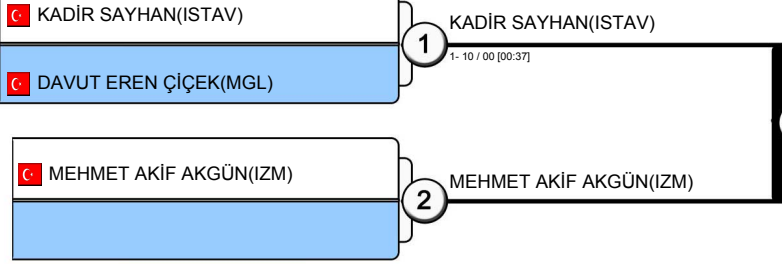 KADİR SAYHAN(ISTAV)
DAVUT EREN ÇİÇEK(MGL)
1
KADİR SAYHAN(ISTAV)
1- 10 / 00 [00:37]
MEHMET AKİF AKGÜN(IZM)
2
MEHMET AKİF AKGÜN(IZM)